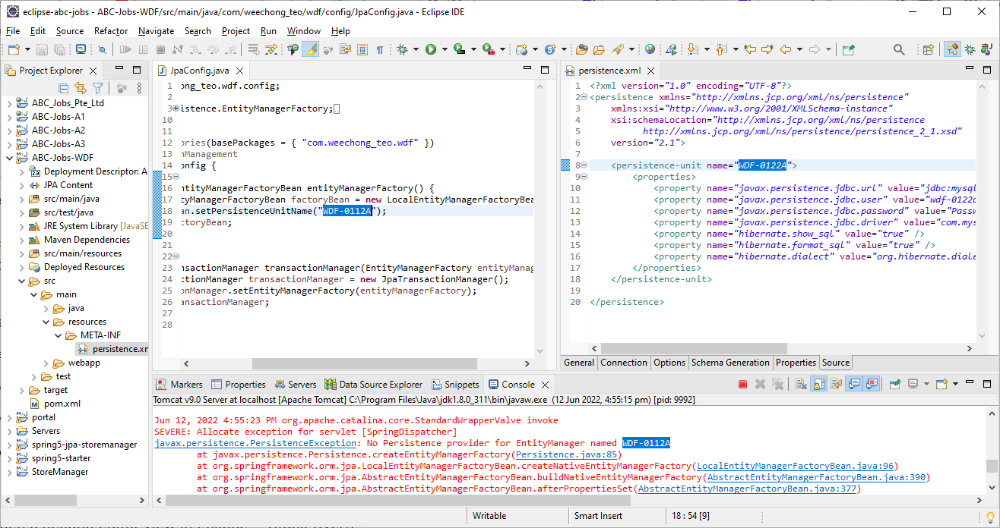 eclipse-abc-jobs - ABC-Jobs-WDF/src/main/java/com/weechong_teo/wdf/config/JpaConfig.java - Eclipse IDE
File Edit Source Refactor Navigate Search Project Run Window Help
Project Explorer
ABC_Jobs_Pte_Ltd
ABC-Jobs-A1
ABC-Jobs-A2
ABC-Jobs-A3
ABC-Jobs-WDF
Deployment Descriptor: A
JPA Content
src/main/java
src/test/java
JRE System Library [JavaSE
Maven Dependencies
src/main/resources
Deployed Resources
src
main
java
resources
META-INF
persistence.xm
webapp
test
target
pom.xml
portal
Servers
spring5-jpa-storemanager
spring5-starter
StoreManager
JpaConfig.java
1 ong_teo.wdf.config;
2
3 istence.EntityManagerFactory;
10
11
12 ories(basePackages = { "com.weechong_teo.wdf" })
13 nManagement
14 onfig {
15
16 ntityManagerFactoryBean entityManagerFactory() {
17 tyManagerFactoryBean factoryBean = new LocalEntityManagerFactoryBea
18 an.setPersistenceUnitName("WDF-0112A");
19 ctoryBean;
20
21
22
23 nsactionManager transactionManager(EntityManagerFactory entityManag
24 ctionManager transactionManager = new JpaTransactionManager();
25 onManager.setEntityManagerFactory(entityManagerFactory);
26 ansactionManager;
27
28
persistence.xml
1 <?xml version="1.0" encoding="UTF-8"?>
2 <persistence xmlns="http://xmlns.jcp.org/xml/ns/persistence"
3 xmlns:xsi="http://www.w3.org/2001/XMLSchema-instance"
4 xsi:schemaLocation="http://xmlns.jcp.org/xml/ns/persistence
5 http://xmlns.jcp.org/xml/ns/persistence/persistence_2_1.xsd"
6 version="2.1">
7
8 <persistence-unit name="WDF-0122A">
9 <properties>
10 <property name="javax.persistence.jdbc.url" value="jdbc:mysql
11 <property name="javax.persistence.jdbc.user" value="wdf-0122a
12 <property name="javax.persistence.jdbc.password" value="Passw
13 <property name="javax.persistence.jdbc.driver" value="com.mys
14 <property name="hibernate.show_sql" value="true" />
15 <property name="hibernate.format_sql" value="true" />
16 <property name="hibernate.dialect" value="org.hibernate.diale
17 </properties>
18 </persistence-unit>
19
20 </persistence>
General Connection Options Schema Generation Properties Source
Markers Properties Servers Data Source Explorer Snippets Console
Tomcat v9.0 Server at localhost [Apache Tomcat] C:\Program Files\Java\jdk1.8.0_311\bin\javaw.exe (12 Jun 2022, 4:55:15 pm) [pid: 9992]
Jun 12, 2022 4:55:23 PM org.apache.catalina.core.StandardWrapperValve invoke
SEVERE: Allocate exception for servlet [SpringDispatcher]
javax.persistence.PersistenceException: No Persistence provider for EntityManager named WDF-0112A
at javax.persistence.Persistence.createEntityManagerFactory(Persistence.java:85)
at org.springframework.orm.jpa.LocalEntityManagerFactoryBean.createNativeEntityManagerFactory(LocalEntityManagerFactoryBean.java:96)
at org.springframework.orm.jpa.AbstractEntityManagerFactoryBean.buildNativeEntityManagerFactory(AbstractEntityManagerFactoryBean.java:390)
at org.springframework.orm.jpa.AbstractEntityManagerFactoryBean.afterPropertiesSet(AbstractEntityManagerFactoryBean.java:377)
Writable Smart Insert 18 : 54 [9]